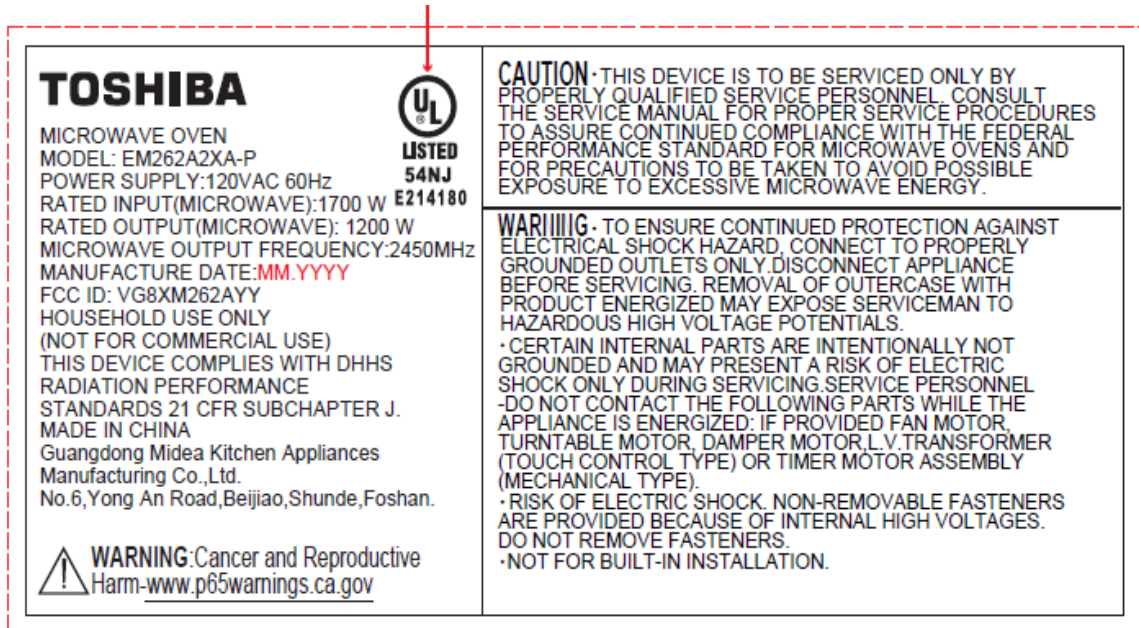 TOSHIBA
MICROWAVE OVEN
MODEL: EM262A2XA-P
POWER SUPPLY:120VAC 60Hz
RATED INPUT(MICROWAVE):1700 W
RATED OUTPUT(MICROWAVE): 1200 W
MICROWAVE OUTPUT FREQUENCY:2450MHz
MANUFACTURE DATE:MM.YYYY
FCC ID: VG8XM262AYY
HOUSEHOLD USE ONLY
(NOT FOR COMMERCIAL USE)
THIS DEVICE COMPLIES WITH DHHS
RADIATION PERFORMANCE
STANDARDS 21 CFR SUBCHAPTER J.
MADE IN CHINA
Guangdong Midea Kitchen Appliances
Manufacturing Co.,Ltd.
No.6,Yong An Road,Beijiao,Shunde,Foshan.
WARNING:Cancer and Reproductive
Harm-www.p65warnings.ca.gov
UL
®
LISTED
54NJ
E214180
CAUTION·THIS DEVICE IS TO BE SERVICED ONLY BY
PROPERLY QUALIFIED SERVICE PERSONNEL. CONSULT
THE SERVICE MANUAL FOR PROPER SERVICE PROCEDURES
TO ASSURE CONTINUED COMPLIANCE WITH THE FEDERAL
PERFORMANCE STANDARD FOR MICROWAVE OVENS AND
FOR PRECAUTIONS TO BE TAKEN TO AVOID POSSIBLE
EXPOSURE TO EXCESSIVE MICROWAVE ENERGY.
WARNING·TO ENSURE CONTINUED PROTECTION AGAINST
ELECTRICAL SHOCK HAZARD, CONNECT TO PROPERLY
GROUNDED OUTLETS ONLY.DISCONNECT APPLIANCE
BEFORE SERVICING. REMOVAL OF OUTERCASE WITH
PRODUCT ENERGIZED MAY EXPOSE SERVICEMAN TO
HAZARDOUS HIGH VOLTAGE POTENTIALS.
·CERTAIN INTERNAL PARTS ARE INTENTIONALLY NOT
GROUNDED AND MAY PRESENT A RISK OF ELECTRIC
SHOCK ONLY DURING SERVICING.SERVICE PERSONNEL
-DO NOT CONTACT THE FOLLOWING PARTS WHILE THE
APPLIANCE IS ENERGIZED: IF PROVIDED FAN MOTOR,
TURNTABLE MOTOR, DAMPER MOTOR,L.V.TRANSFORMER
(TOUCH CONTROL TYPE) OR TIMER MOTOR ASSEMBLY
(MECHANICAL TYPE).
·RISK OF ELECTRIC SHOCK. NON-REMOVABLE FASTENERS
ARE PROVIDED BECAUSE OF INTERNAL HIGH VOLTAGES.
DO NOT REMOVE FASTENERS.
·NOT FOR BUILT-IN INSTALLATION.